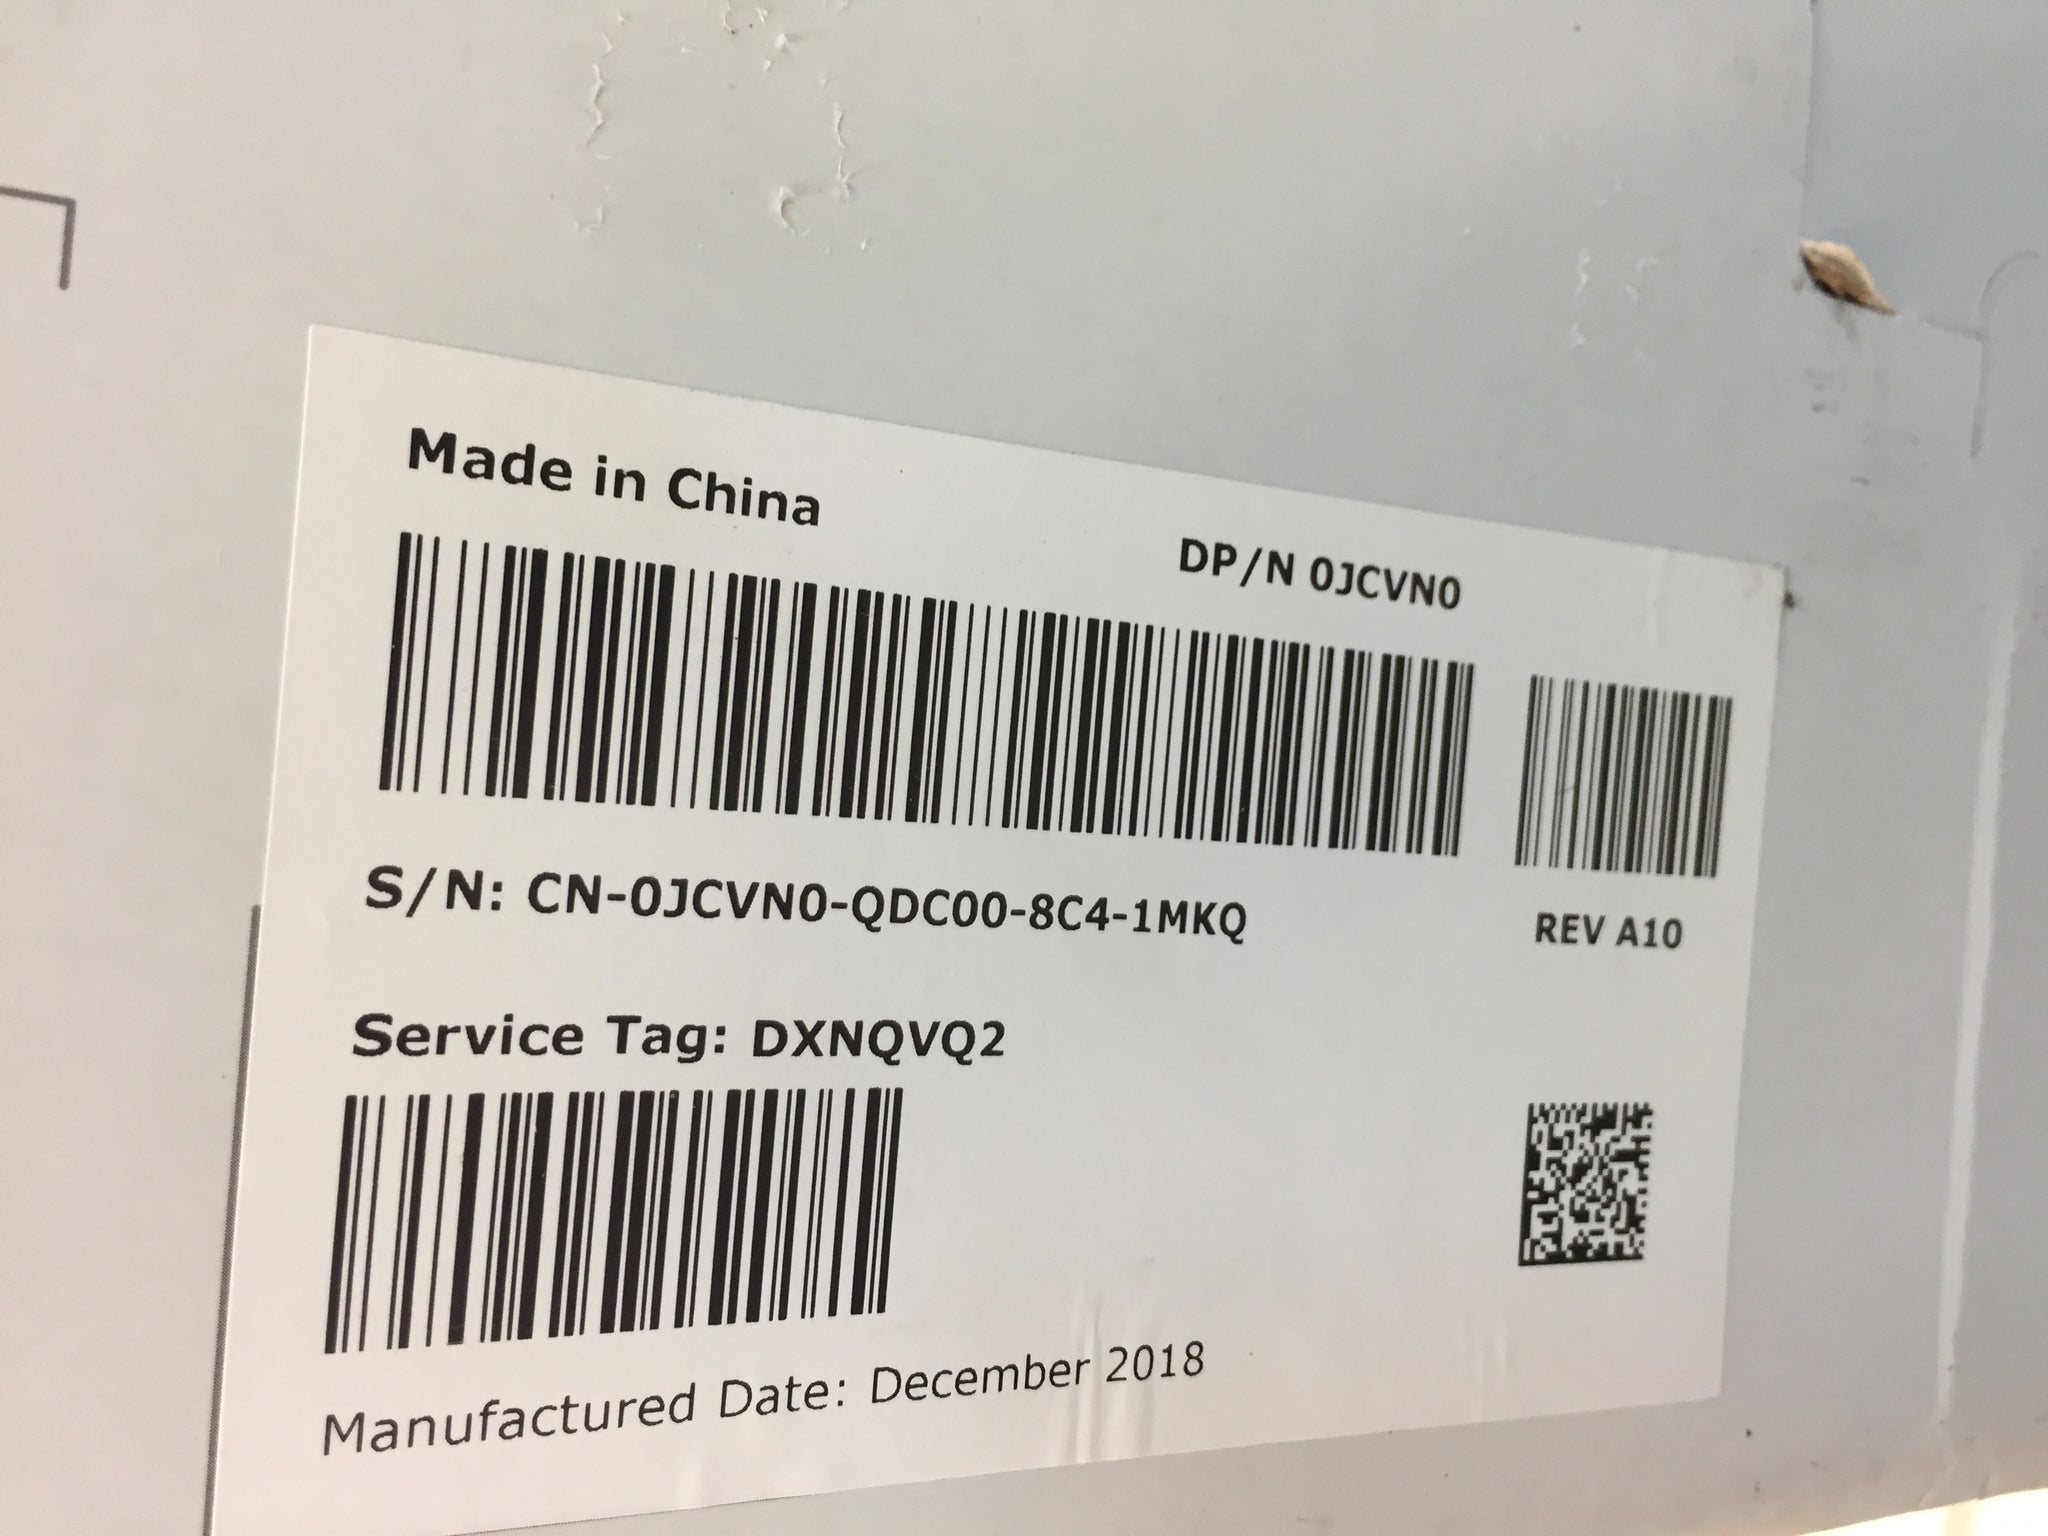 Made in China
DP/N 0JCVN0
S/N: CN-0JCVN0-QDC00-8C4-1MKQ
REV A10
Service Tag: DXNQVQ2
Manufactured Date: December 2018